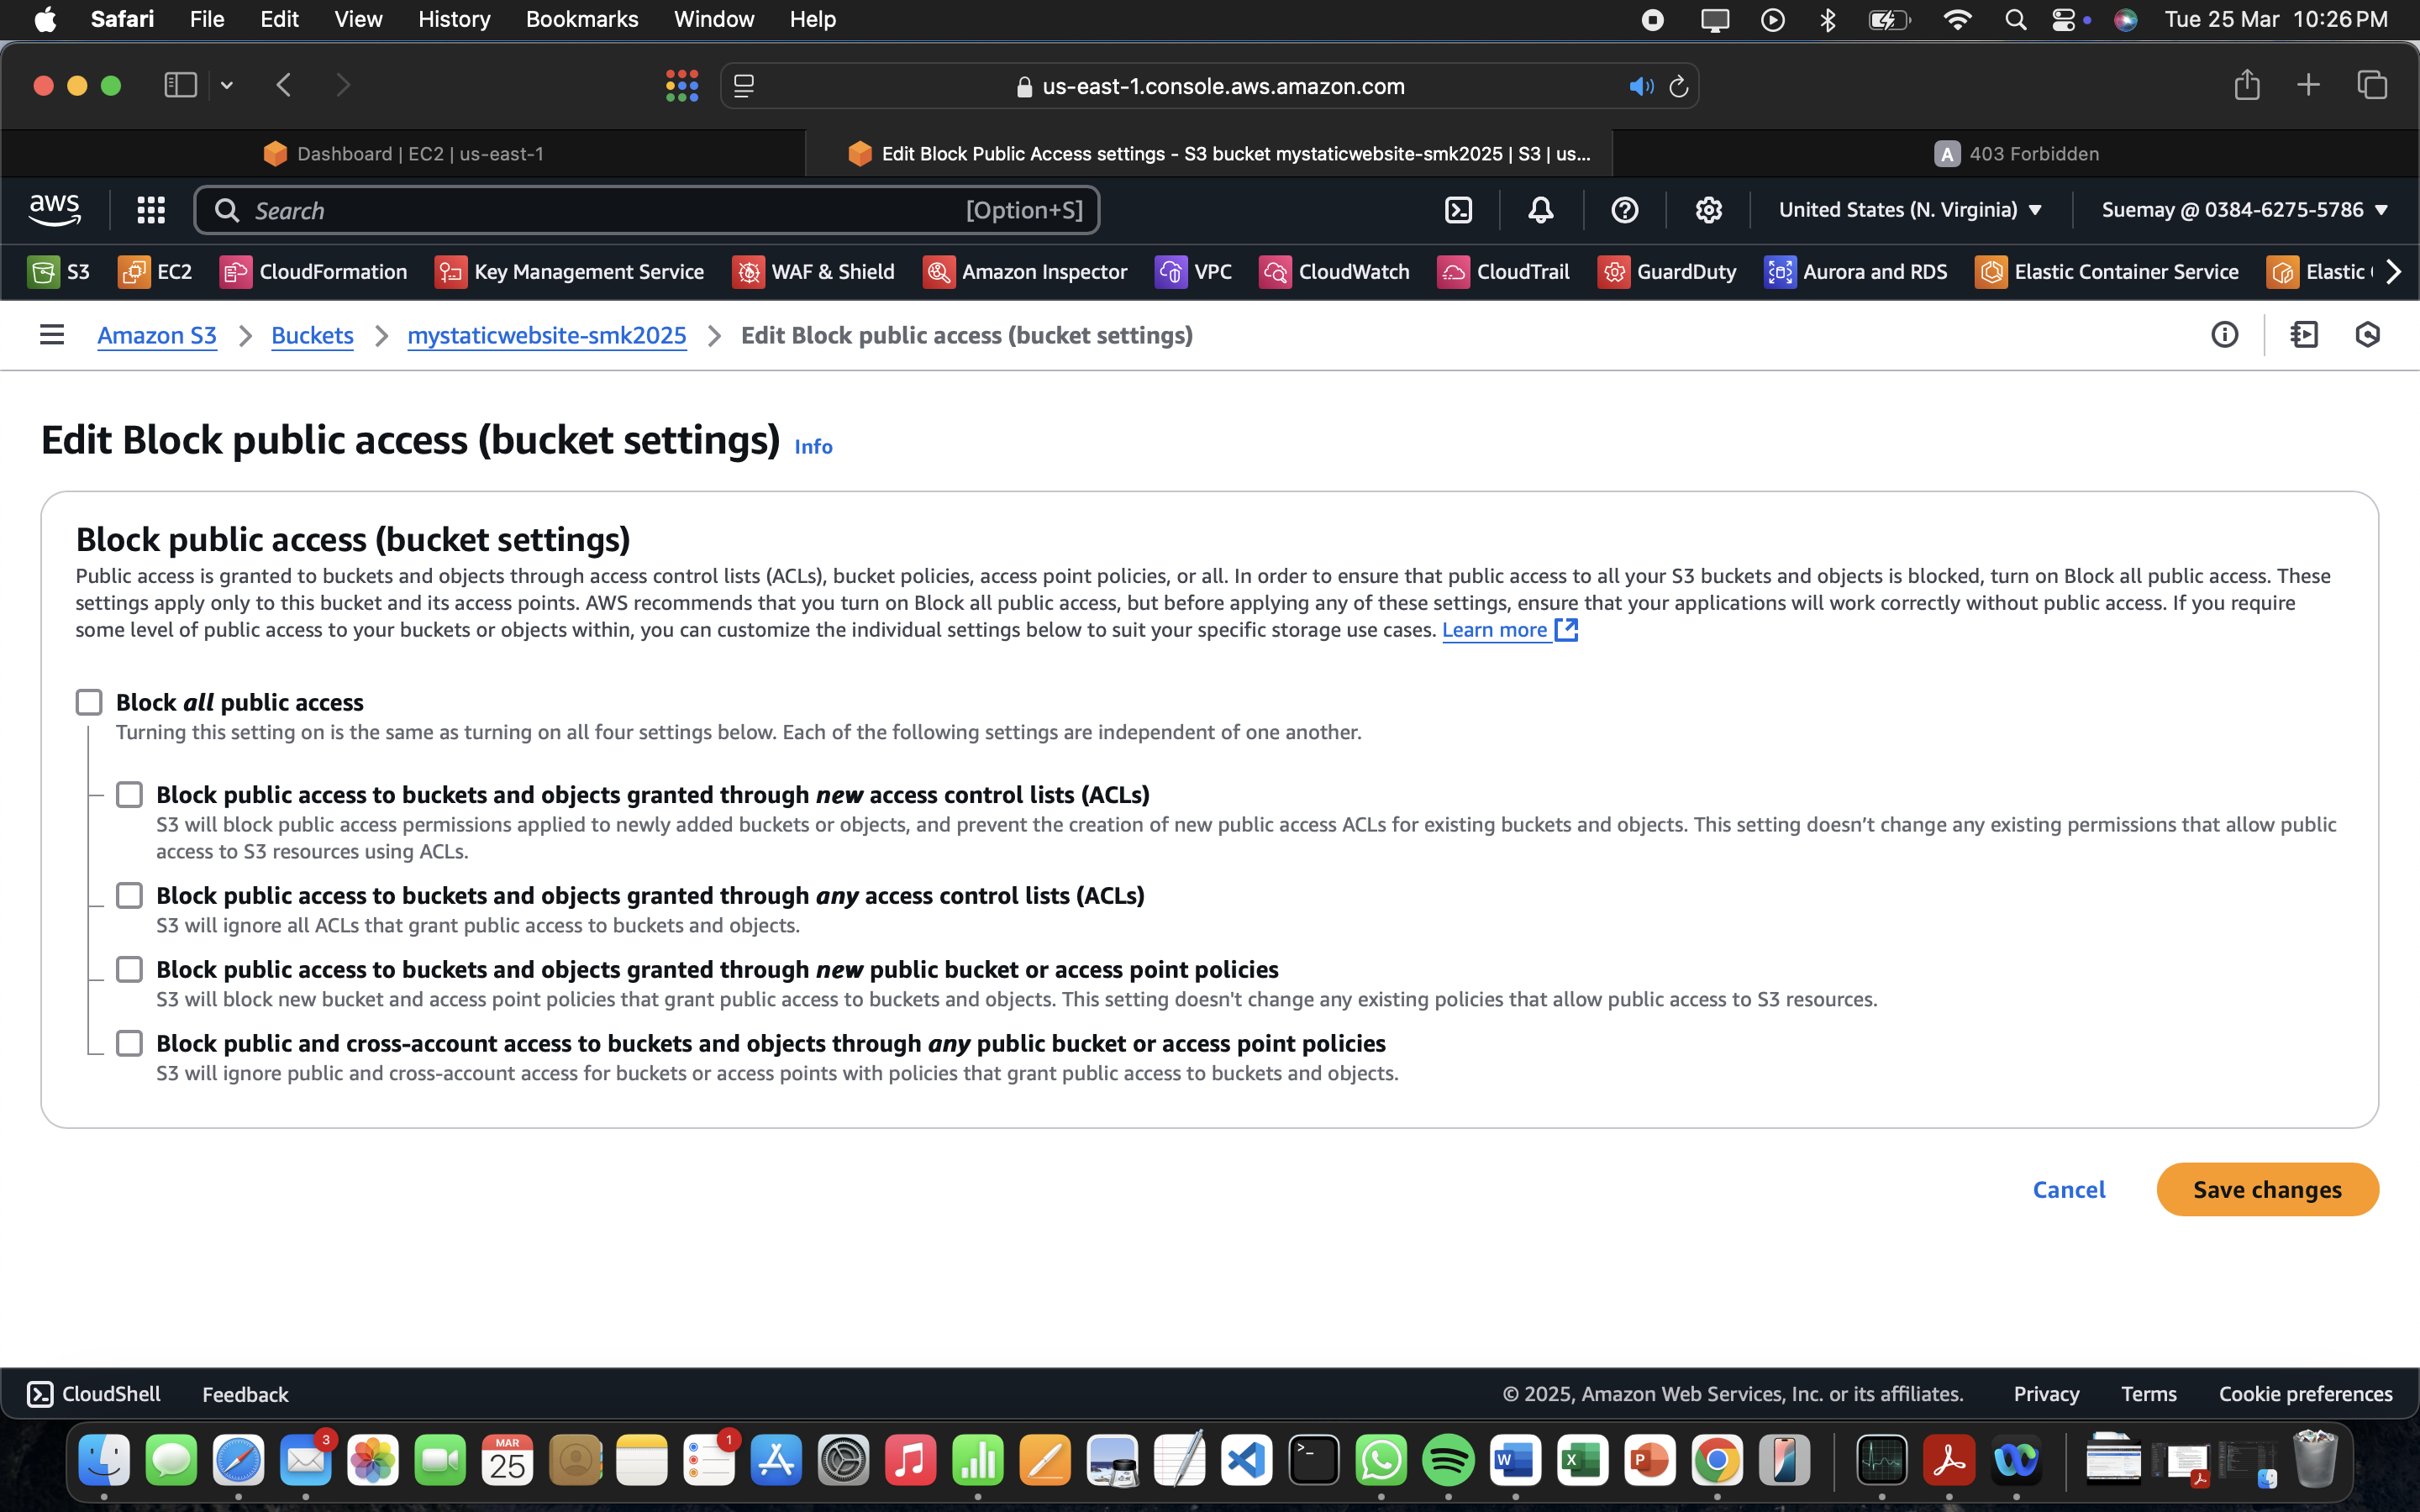 Safari File Edit View History Bookmarks Window Help Tue 25 Mar 10:26 PM
us-east-1.console.aws.amazon.com
Dashboard | EC2 | us-east-1
Edit Block Public Access settings - S3 bucket mystaticwebsite-smk2025 | S3 | us...
A 403 Forbidden
aws Search [Option+S] United States (N. Virginia) Suemay @ 0384-6275-5786
S3 EC2 CloudFormation Key Management Service WAF & Shield Amazon Inspector VPC CloudWatch CloudTrail GuardDuty Aurora and RDS Elastic Container Service Elastic
Amazon S3 Buckets mystaticwebsite-smk2025 Edit Block public access (bucket settings)
Edit Block public access (bucket settings) Info
Block public access (bucket settings)
Public access is granted to buckets and objects through access control lists (ACLs), bucket policies, access point policies, or all. In order to ensure that public access to all your S3 buckets and objects is blocked, turn on Block all public access. These
settings apply only to this bucket and its access points. AWS recommends that you turn on Block all public access, but before applying any of these settings, ensure that your applications will work correctly without public access. If you require
some level of public access to your buckets or objects within, you can customize the individual settings below to suit your specific storage use cases. Learn more
Block all public access
Turning this setting on is the same as turning on all four settings below. Each of the following settings are independent of one another.
Block public access to buckets and objects granted through new access control lists (ACLs)
S3 will block public access permissions applied to newly added buckets or objects, and prevent the creation of new public access ACLs for existing buckets and objects. This setting doesn’t change any existing permissions that allow public
access to S3 resources using ACLs.
Block public access to buckets and objects granted through any access control lists (ACLs)
S3 will ignore all ACLs that grant public access to buckets and objects.
Block public access to buckets and objects granted through new public bucket or access point policies
S3 will block new bucket and access point policies that grant public access to buckets and objects. This setting doesn't change any existing policies that allow public access to S3 resources.
Block public and cross-account access to buckets and objects through any public bucket or access point policies
S3 will ignore public and cross-account access for buckets or access points with policies that grant public access to buckets and objects.
Cancel Save changes
CloudShell Feedback © 2025, Amazon Web Services, Inc. or its affiliates. Privacy Terms Cookie preferences
3 MAR 1
25 W X P